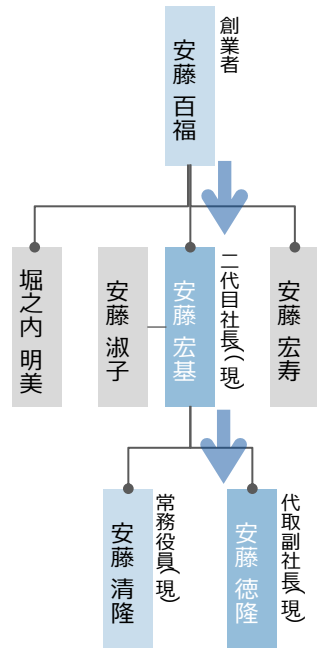 創業者
安藤 百福
安藤 宏寿
二代目社長((現)
安藤 宏基
安藤 淑子
堀之内 明美
代取副社長(現)
安藤 徳隆
常務役員(現)
安藤 清隆